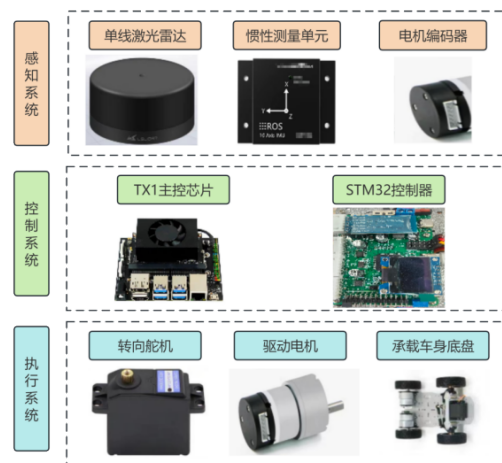 感知系统
单线激光雷达
惯性测量单元
电机编码器
X
Y
Z
ROS
控制系统
TX1主控芯片
STM32控制器
执行系统
转向舵机
驱动电机
承载车身底盘